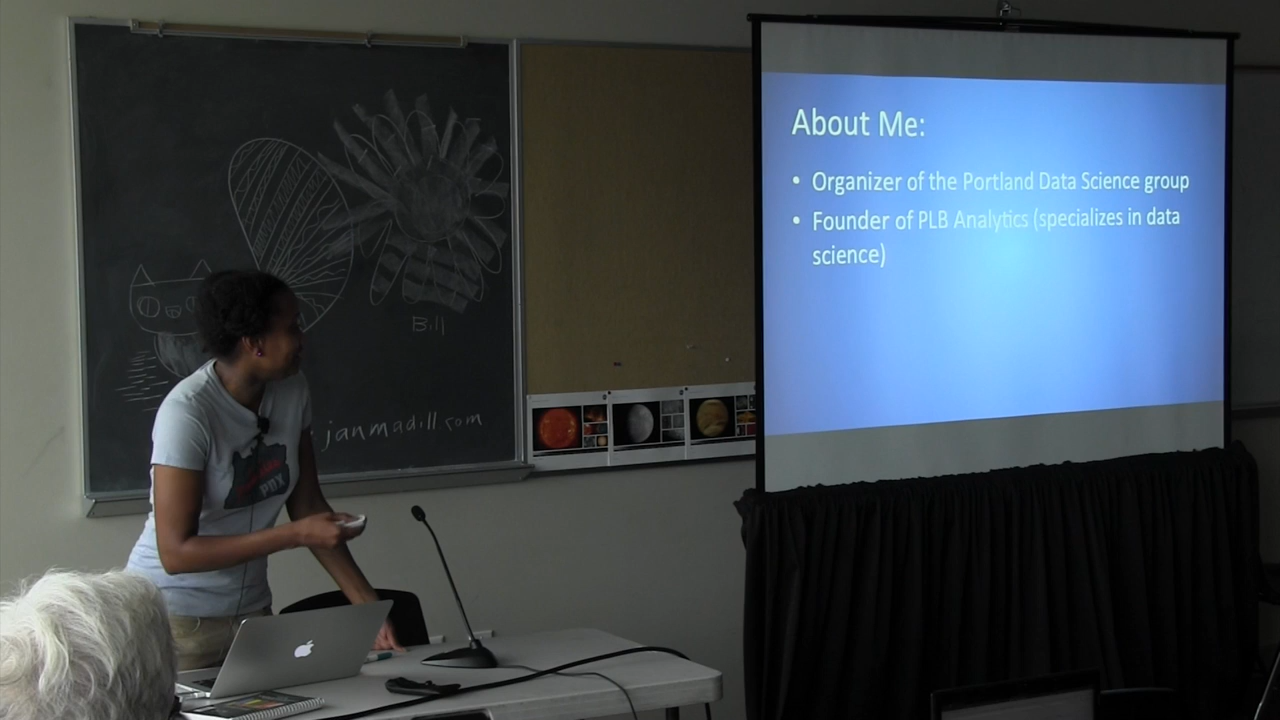 Bill
janmadill.com
PDX
About Me:
• Organizer of the Portland Data Science group
• Founder of PLB Analytics (specializes in data
science)